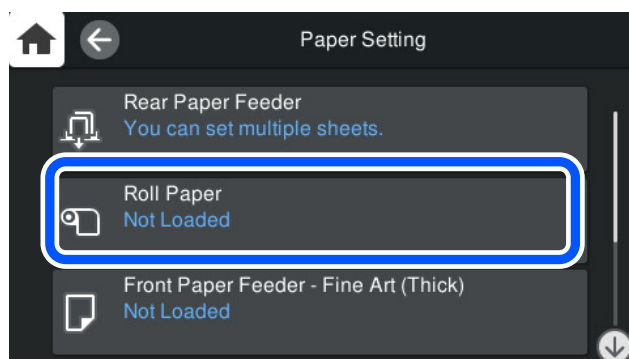 Paper Setting
Rear Paper Feeder
You can set multiple sheets.
Roll Paper
Not Loaded
Front Paper Feeder - Fine Art (Thick)
Not Loaded